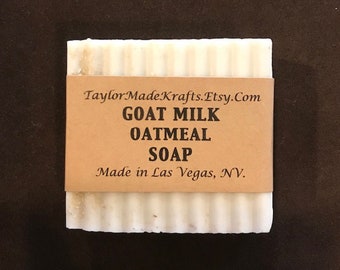 TaylorMadeKrafts.Etsy.Com
GOAT MILK
OATMEAL
SOAP
Made in Las Vegas, NV.